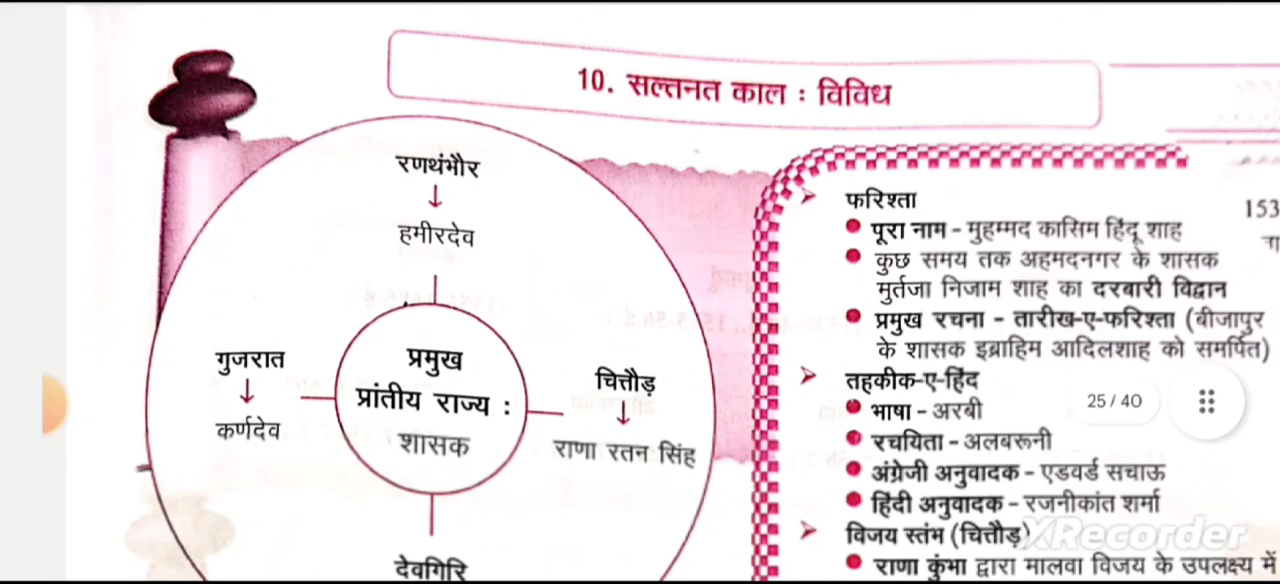 10. सल्तनत काल : विविध
रणथंभौर
↓
हमीरदेव
गुजरात
↓
कर्णदेव
प्रमुख
प्रांतीय राज्य :
शासक
चित्तौड़
↓
राणा रतन सिंह
देवगिरि
➤ फरिश्ता
● पूरा नाम - मुहम्मद कासिम हिंदू शाह
● कुछ समय तक अहमदनगर के शासक
मुर्तजा निजाम शाह का दरबारी विद्वान
● प्रमुख रचना - तारीख-ए-फरिश्ता (बीजापुर
के शासक इब्राहिम आदिलशाह को समर्पित)
➤ तहकीक-ए-हिंद
● भाषा - अरबी
● रचयिता - अलबरूनी
● अंग्रेजी अनुवादक - एडवर्ड सचाऊ
● हिंदी अनुवादक - रजनीकांत शर्मा
➤ विजय स्तंभ (चित्तौड़)
● राणा कुंभा द्वारा मालवा विजय के उपलक्ष्य में
153
25 / 40
XRecorder